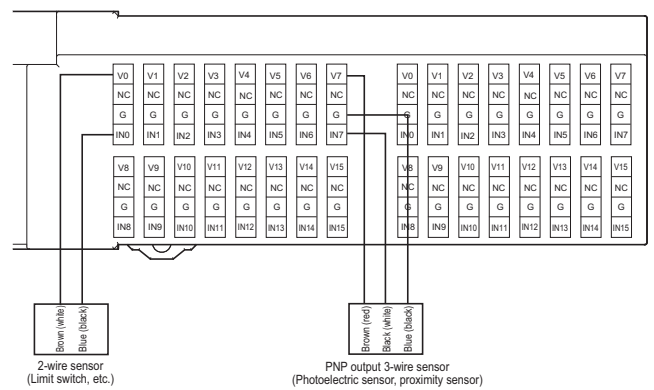 V0 V1 V2 V3 V4 V5 V6 V7 V0 V1 V2 V3 V4 V5 V6 V7
NC NC NC NC NC NC NC NC NC NC NC NC NC NC NC NC
G G G G G G G G G G G G G G G G
IN0 IN1 IN2 IN3 IN4 IN5 IN6 IN7 IN0 IN1 IN2 IN3 IN4 IN5 IN6 IN7
V8 V9 V10 V11 V12 V13 V14 V15 V8 V9 V10 V11 V12 V13 V14 V15
NC NC NC NC NC NC NC NC NC NC NC NC NC NC NC NC
G G G G G G G G G G G G G G G G
IN8 IN9 IN10 IN11 IN12 IN13 IN14 IN15 IN8 IN9 IN10 IN11 IN12 IN13 IN14 IN15
Brown (white)
Blue (black)
2-wire sensor
(Limit switch, etc.)
Brown (red)
Black (white)
Blue (black)
PNP output 3-wire sensor
(Photoelectric sensor, proximity sensor)